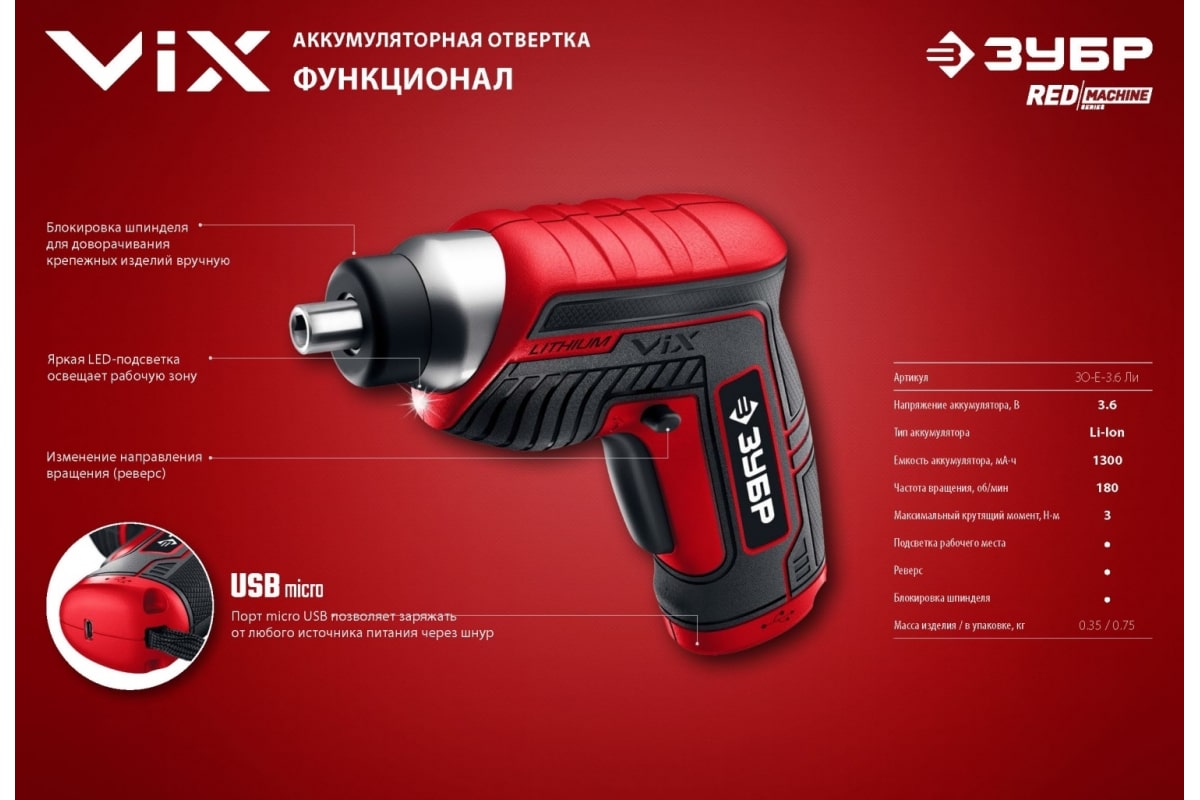 ViX
АККУМУЛЯТОРНАЯ ОТВЕРТКА
ФУНКЦИОНАЛ
ЗУБР
RED MACHINE
SERIES
Блокировка шпинделя
для доворачивания
крепежных изделий вручную
Яркая LED-подсветка
освещает рабочую зону
Изменение направления
вращения (реверс)
LITHIUM ViX
ЗУБР
USB micro
Порт micro USB позволяет заряжать
от любого источника питания через шнур
Артикул ЗО-Е-3.6 Ли
Напряжение аккумулятора, В 3.6
Тип аккумулятора Li-Ion
Емкость аккумулятора, мА·ч 1300
Частота вращения, об/мин 180
Максимальный крутящий момент, Н·м 3
Подсветка рабочего места •
Реверс •
Блокировка шпинделя •
Масса изделия / в упаковке, кг 0.35 / 0.75